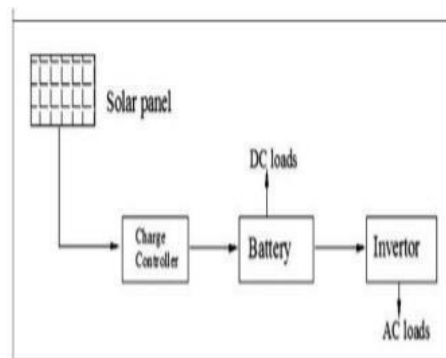 Solar panel
DC loads
Charge
Controller
Battery
Invertor
AC loads